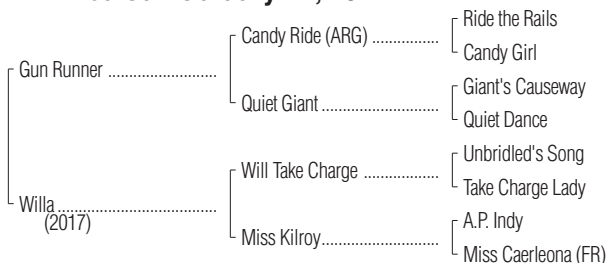 Ride the Rails
Candy Ride (ARG) ................
Candy Girl
Gun Runner ..........................
Giant's Causeway
Quiet Giant............................
Quiet Dance
Unbridled's Song
Will Take Charge ..................
Take Charge Lady
Willa......................................
(2017)
A.P. Indy
Miss Kilroy............................
Miss Caerleona (FR)